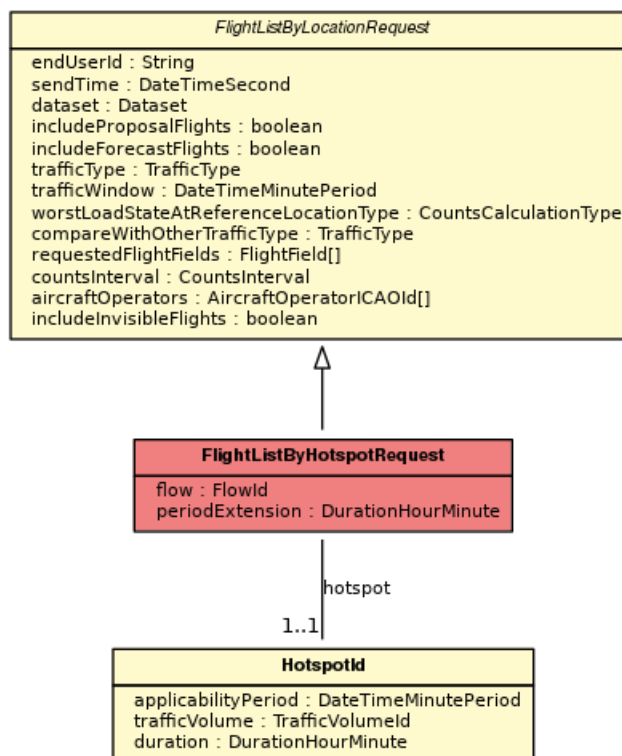 FlightListByLocationRequest
endUserId : String
sendTime : DateTimeSecond
dataset : Dataset
includeProposalFlights : boolean
includeForecastFlights : boolean
trafficType : TrafficType
trafficWindow : DateTimeMinutePeriod
worstLoadStateAtReferenceLocationType : CountsCalculationType
compareWithOtherTrafficType : TrafficType
requestedFlightFields : FlightField[]
countsInterval : CountsInterval
aircraftOperators : AircraftOperatorICAOId[]
includeInvisibleFlights : boolean
FlightListByHotspotRequest
flow : FlowId
periodExtension : DurationHourMinute
hotspot
1..1
HotspotId
applicabilityPeriod : DateTimeMinutePeriod
trafficVolume : TrafficVolumeId
duration : DurationHourMinute